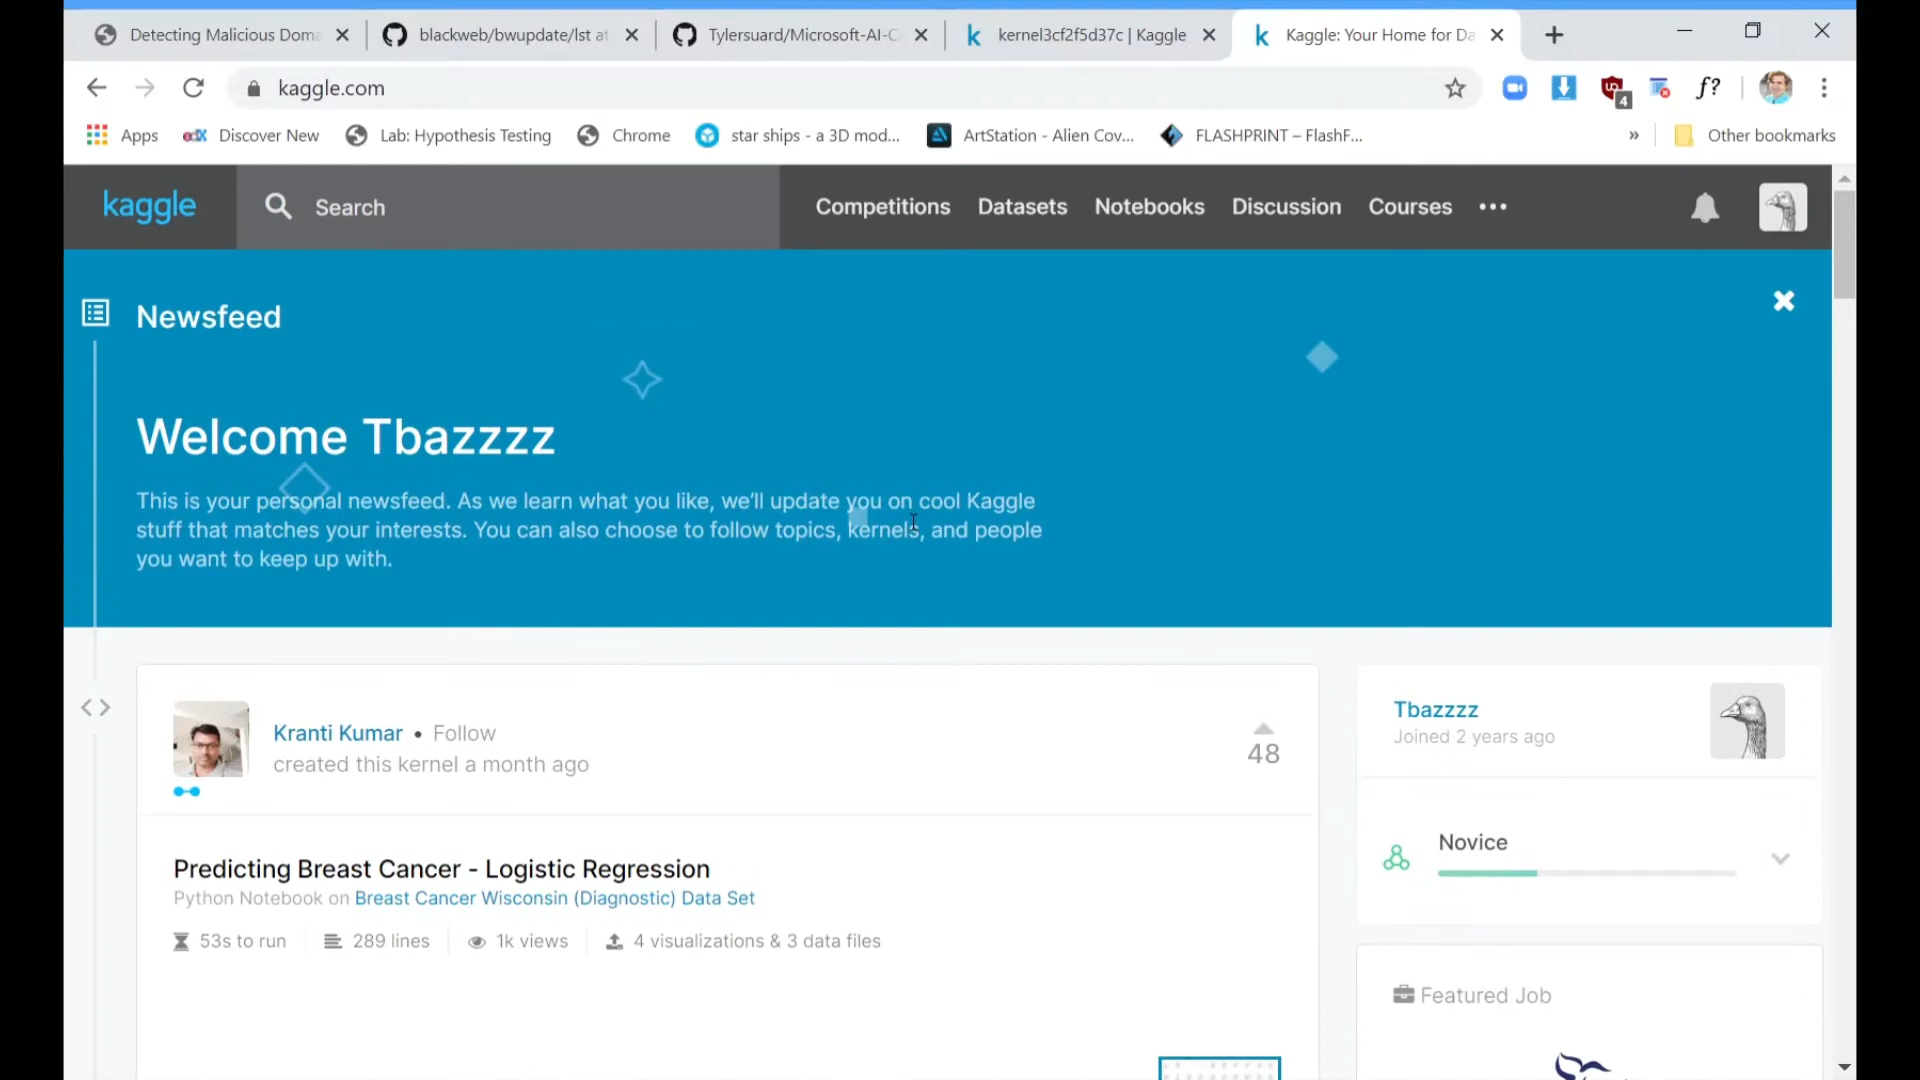 Detecting Malicious Doma
blackweb/bwupdate/lst at
Tylersuard/Microsoft-AI-C
kernel3cf2f5d37c | Kaggle
Kaggle: Your Home for Da
kaggle.com
4
f?
Apps
edX Discover New
Lab: Hypothesis Testing
Chrome
star ships - a 3D mod...
ArtStation - Alien Cov...
FLASHPRINT – FlashF...
»
Other bookmarks
kaggle
Search
Competitions
Datasets
Notebooks
Discussion
Courses
Newsfeed
Welcome Tbazzzz
This is your personal newsfeed. As we learn what you like, we'll update you on cool Kaggle
stuff that matches your interests. You can also choose to follow topics, kernels, and people
you want to keep up with.
Kranti Kumar • Follow
created this kernel a month ago
48
Predicting Breast Cancer - Logistic Regression
Python Notebook on Breast Cancer Wisconsin (Diagnostic) Data Set
53s to run
289 lines
1k views
4 visualizations & 3 data files
Tbazzzz
Joined 2 years ago
Novice
Featured Job